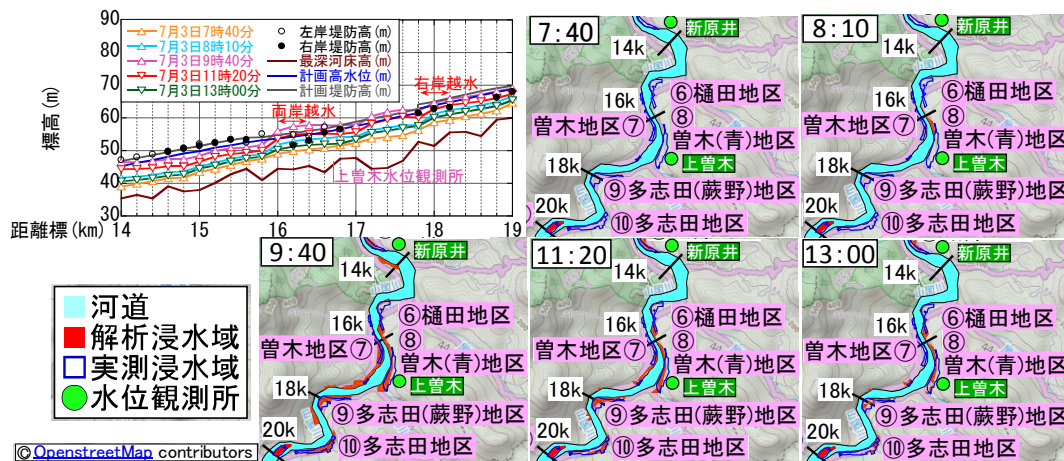 標高(m)
90
80
70
60
50
40
30
7月3日7時40分
7月3日8時10分
7月3日9時40分
7月3日11時20分
7月3日13時00分
左岸堤防高(m)
右岸堤防高(m)
最深河床高(m)
計画高水位(m)
計画堤防高(m)
両岸越水
右岸越水
上曽木水位観測所
距離標(km)
14
15
16
17
18
19
7:40
新原井
14k
16k
⑥樋田地区
曽木地区⑦
⑧
曽木(青)地区
上曽木
18k
⑨多志田(蕨野)地区
20k
⑩多志田地区
8:10
新原井
14k
16k
⑥樋田地区
曽木地区⑦
⑧
曽木(青)地区
上曽木
18k
⑨多志田(蕨野)地区
20k
⑩多志田地区
河道
解析浸水域
実測浸水域
水位観測所
© OpenstreetMap contributors
9:40
新原井
14k
16k
⑥樋田地区
曽木地区⑦
⑧
曽木(青)地区
上曽木
18k
⑨多志田(蕨野)地区
20k
⑩多志田地区
11:20
新原井
14k
16k
⑥樋田地区
曽木地区⑦
⑧
曽木(青)地区
上曽木
18k
⑨多志田(蕨野)地区
20k
⑩多志田地区
13:00
新原井
14k
16k
⑥樋田地区
曽木地区⑦
⑧
曽木(青)地区
上曽木
18k
⑨多志田(蕨野)地区
20k
⑩多志田地区